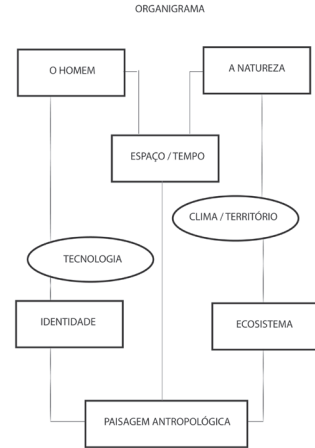 ORGANIGRAMA
O HOMEM
A NATUREZA
ESPAÇO / TEMPO
CLIMA / TERRITÓRIO
TECNOLOGIA
IDENTIDADE
ECOSISTEMA
PAISAGEM ANTROPOLÓGICA